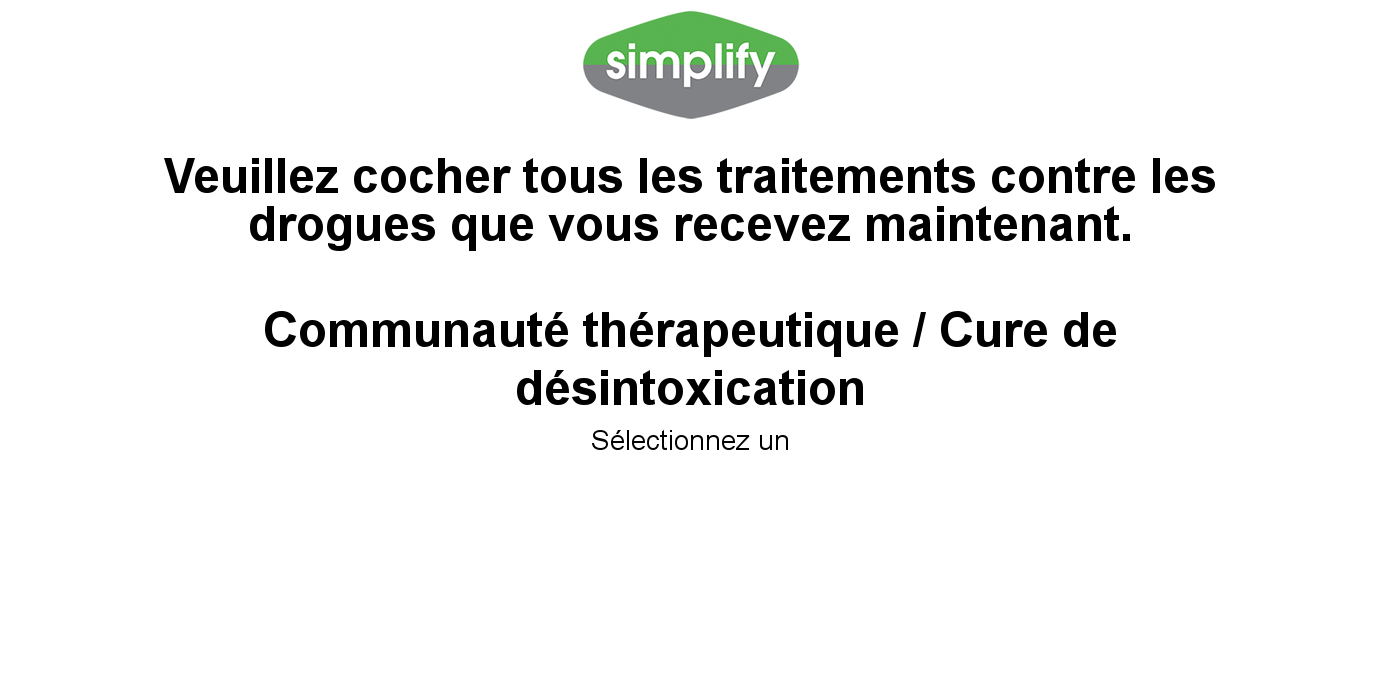 simplify
Veuillez cocher tous les traitements contre les
drogues que vous recevez maintenant.
Communauté thérapeutique / Cure de
désintoxication
Sélectionnez un